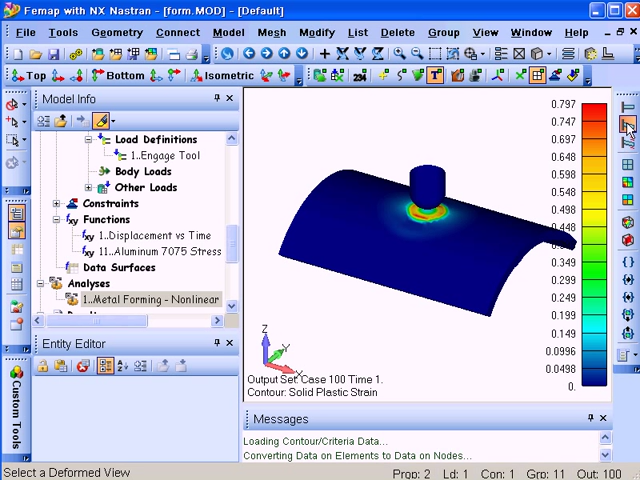 Femap with NX Nastran - [form.MOD] - [Default]
File Tools Geometry Connect Model Mesh Modify List Delete Group View Window Help
Top Bottom Isometric 234 T
Model Info
Load Definitions
1..Engage Tool
Body Loads
Other Loads
Constraints
Functions
1..Displacement vs Time
11..Aluminum 7075 Stress
Data Surfaces
Analyses
1..Metal Forming - Nonlinear
Entity Editor
Custom Tools
0.797
0.747
0.697
0.648
0.598
0.548
0.498
0.448
0.399
0.349
0.299
0.249
0.199
0.149
0.0996
0.0498
0.
Z
Y
X
Output Set: Case 100 Time 1.
Contour: Solid Plastic Strain
Messages
Loading Contour/Criteria Data...
Converting Data on Elements to Data on Nodes...
Select a Deformed View
Prop: 2 Ld: 1 Con: 1 Grp: 11 Out: 100